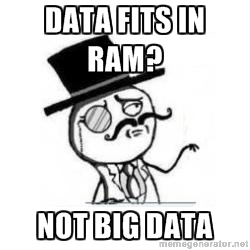 DATA FITS IN
RAM?
NOT BIG DATA
memegenerator.net